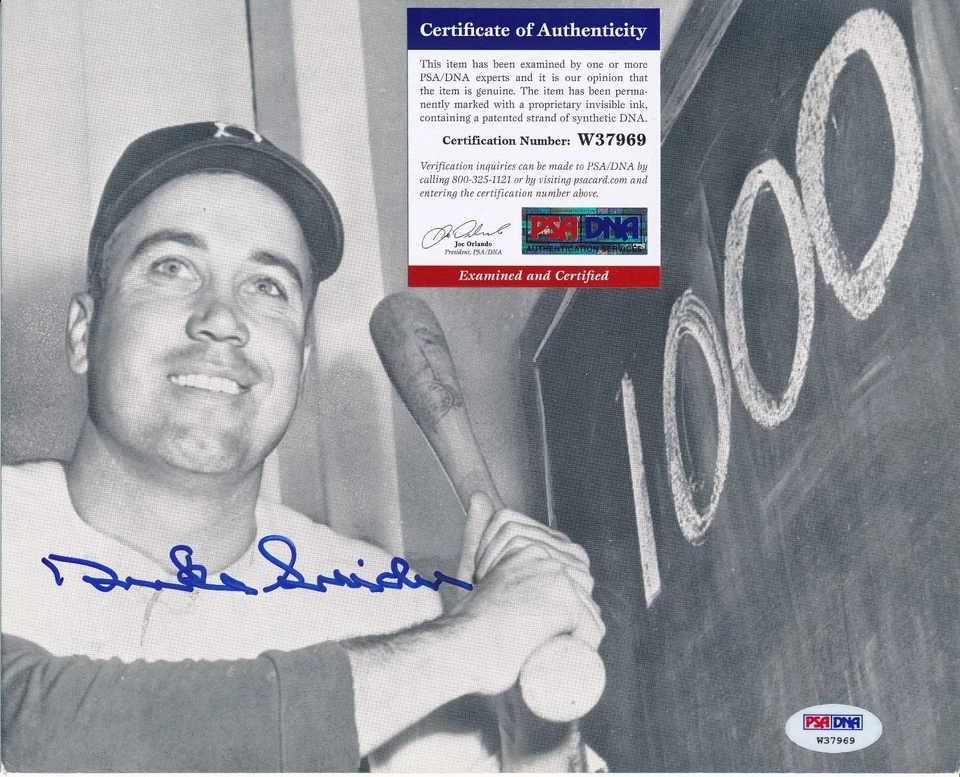 Certificate of Authenticity
This item has been examined by one or more
PSA/DNA experts and it is our opinion that
the item is genuine. The item has been perma-
nently marked with a proprietary invisible ink,
containing a patented strand of synthetic DNA.
Certification Number: W37969
Verification inquiries can be made to PSA/DNA by
calling 800-325-1121 or by visiting psacard.com and
entering the certification number above.
Joe Orlando
Joe Orlando
President, PSA/DNA
PSA DNA
AUTHENTICATION SERVICES
Examined and Certified
1000
Duke Snider
PSA DNA
W37969